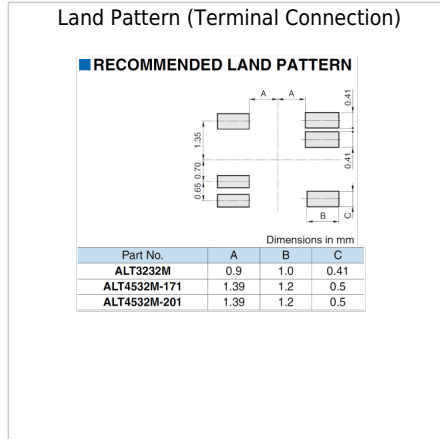 Land Pattern (Terminal Connection)
RECOMMENDED LAND PATTERN
A A
0.41
1.35
0.41
0.70
0.65
B
C
Dimensions in mm
Part No. A B C
ALT3232M 0.9 1.0 0.41
ALT4532M-171 1.39 1.2 0.5
ALT4532M-201 1.39 1.2 0.5